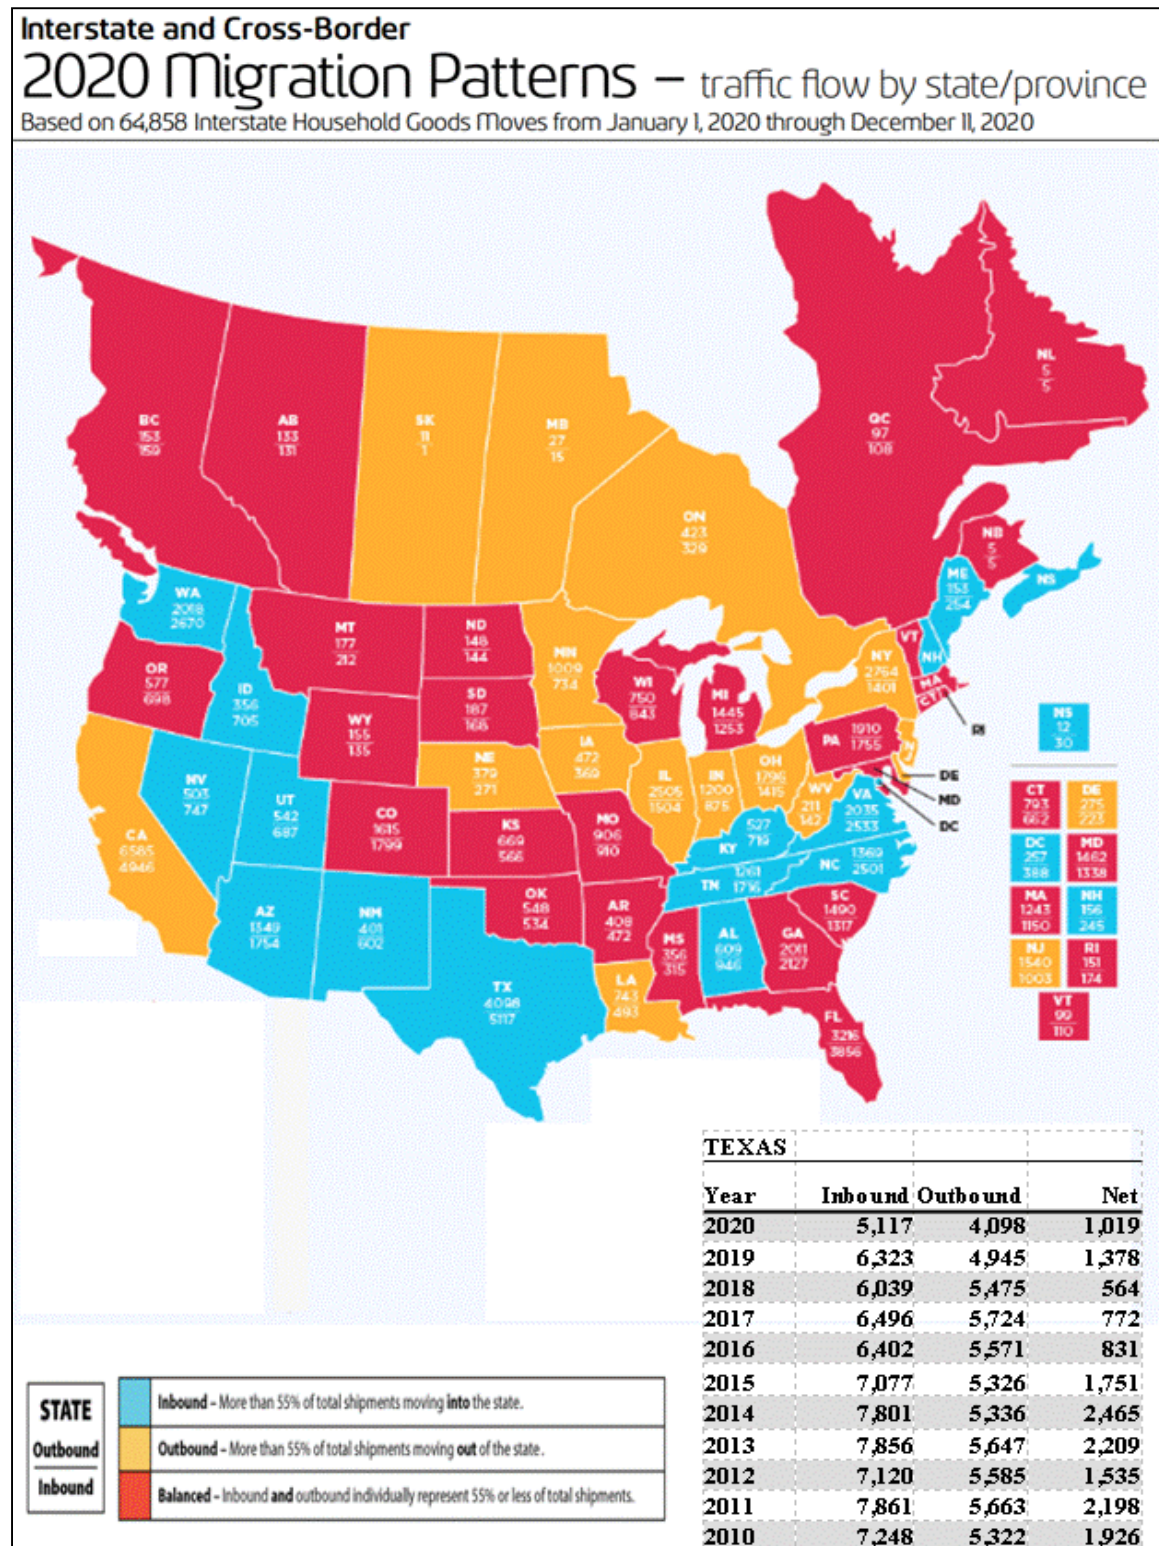 Interstate and Cross-Border
2020 Migration Patterns – traffic flow by state/province
Based on 64,858 Interstate Household Goods Moves from January 1, 2020 through December 11, 2020
BC
153
159
AB
133
131
SK
11
1
MB
27
15
ON
423
329
QC
97
108
NL
5
5
NB
5
5
NS
ME
153
254
WA
2018
2670
OR
577
698
ID
356
705
MT
177
212
ND
148
144
SD
187
166
WY
155
135
MN
1009
734
WI
750
843
MI
1445
1253
NY
2764
1401
VT
NH
MA
CT
RI
NJ
PA
1910
1755
NE
379
271
IA
472
369
IL
2505
1504
IN
1200
875
OH
1796
1415
WV
211
142
VA
2035
2533
DE
MD
DC
NV
503
747
UT
542
687
CA
6585
4946
CO
1615
1799
KS
669
566
MO
906
910
KY
527
719
TN
1261
1716
NC
1369
2501
SC
1490
1317
AZ
1349
1754
NM
401
602
OK
548
534
AR
408
472
MS
356
315
AL
609
946
GA
2011
2127
TX
4098
5117
LA
743
493
FL
3216
3856
NS
12
30
CT
793
662
DE
275
223
DC
257
388
MD
1462
1338
MA
1243
1150
NH
156
245
NJ
1540
1003
RI
151
174
VT
99
110
TEXAS
Year Inbound Outbound Net
2020 5,117 4,098 1,019
2019 6,323 4,945 1,378
2018 6,039 5,475 564
2017 6,496 5,724 772
2016 6,402 5,571 831
2015 7,077 5,326 1,751
2014 7,801 5,336 2,465
2013 7,856 5,647 2,209
2012 7,120 5,585 1,535
2011 7,861 5,663 2,198
2010 7,248 5,322 1,926
STATE
Outbound
Inbound
Inbound – More than 55% of total shipments moving into the state.
Outbound – More than 55% of total shipments moving out of the state.
Balanced – Inbound and outbound individually represent 55% or less of total shipments.